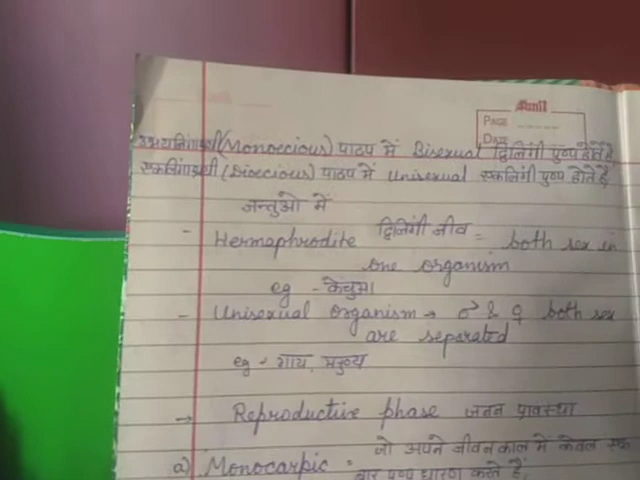 PAGE
DATE
उभयलिंगाश्रयी (Monoecious) पादप में Bisexual द्विलिंगी पुष्प होते है
एकलिंगाश्रयी (Dioecious) पादप में Unisexual एकलिंगी पुष्प होते है
जन्तुओ में
- Hermaphrodite द्विलिंगी जीव = both sex in
one organism
eg - केचुआ
- Unisexual organism → ♂ & ♀ both sex
are separated
eg - गाय, मनुष्य
→ Reproductive phase जनन प्रावस्था
a) Monocarpic = जो अपने जीवन काल में केवल एक
बार पुष्प धारण करते हैं,